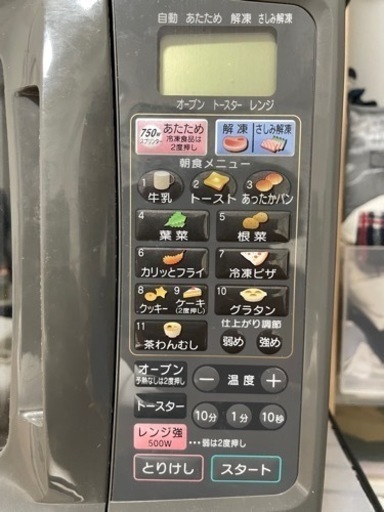 自動 あたため 解凍 さしみ解凍
オーブン トースター レンジ
750W スプリンター あたため 冷凍食品は 2度押し
解凍 さしみ解凍
朝食メニュー
1 牛乳 2 トースト 3 あったかパン
4 葉菜 5 根菜
6 カリッとフライ 7 冷凍ピザ
8 クッキー 9 ケーキ (2度押し) 10 グラタン
11 茶わんむし
仕上がり調節
弱め 強め
オーブン 予熱なしは2度押し
− 温度 +
トースター 10分 1分 10秒
レンジ強 500W …弱は2度押し
とりけし スタート